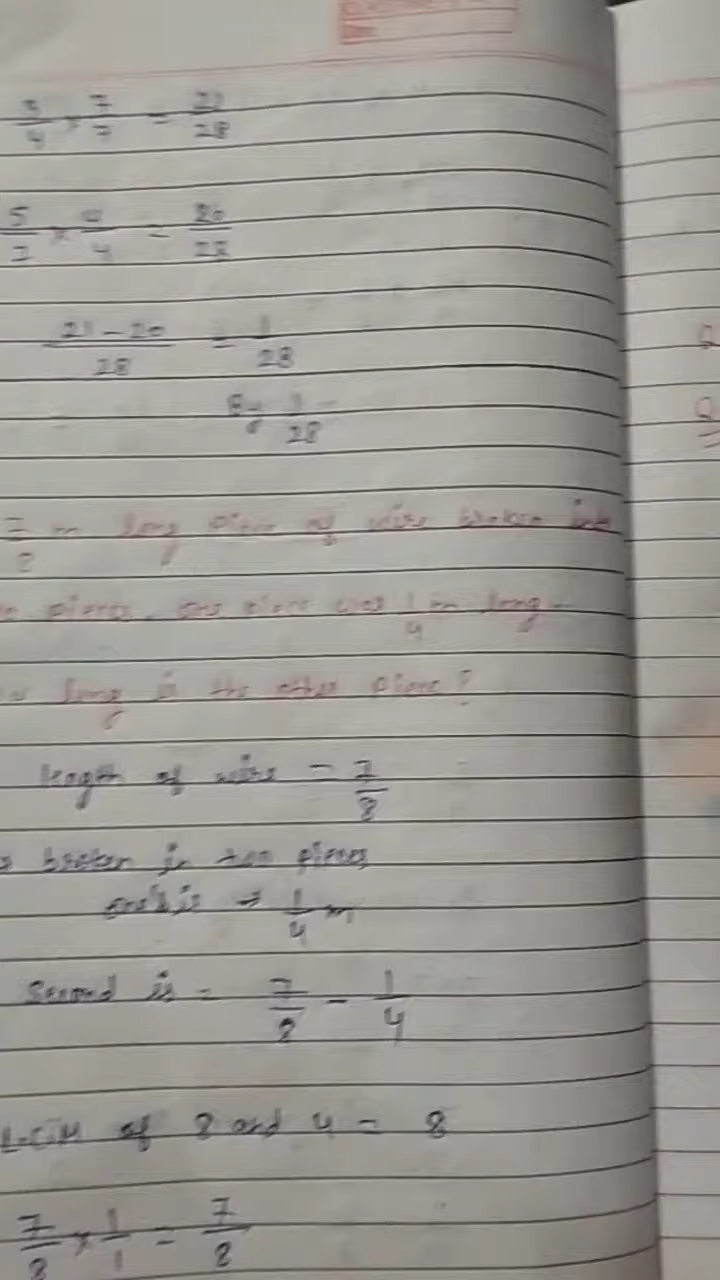 3/4 × 7/7 = 21/28
5/7 × 4/4 = 20/28
21 - 20/28 = 1/28
By 1/28
7/8 m long piece of wire broken into
pieces. one piece was 1/4 m long.
long is the other piece?
length of wire = 7/8
broken in two pieces
one is → 1/4 m
Second is = 7/8 - 1/4
L.C.M of 8 and 4 = 8
7/8 × 1/1 = 7/8
Q
Q